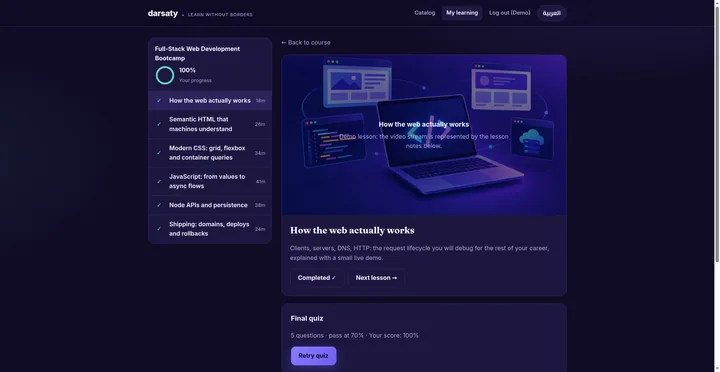 darsaty
LEARN WITHOUT BORDERS
Catalog
My learning
Log out (Demo)
العربية
Full-Stack Web Development
Bootcamp
100%
Your progress
✓ How the web actually works 18m
✓ Semantic HTML that
machines understand 26m
✓ Modern CSS: grid, flexbox
and container queries 34m
✓ JavaScript: from values to
async flows 41m
✓ Node APIs and persistence 38m
✓ Shipping: domains, deploys
and rollbacks 24m
← Back to course
How the web actually works
Demo lesson: the video stream is represented by the lesson
notes below.
How the web actually works
Clients, servers, DNS, HTTP: the request lifecycle you will debug for the rest of your career,
explained with a small live demo.
Completed ✓
Next lesson →
Final quiz
5 questions · pass at 70% · Your score: 100%
Retry quiz